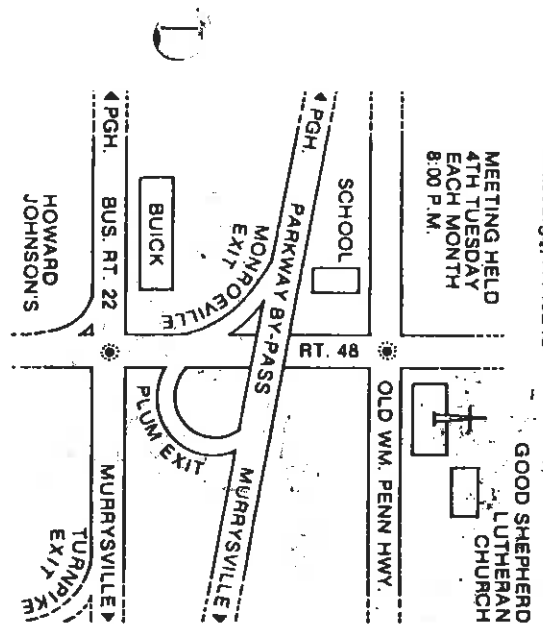 MEETING HELD
4TH TUESDAY
EACH MONTH
8:00 P.M.
GOOD SHEPHERD
LUTHERAN
CHURCH
OLD WM. PENN HWY.
SCHOOL
RT. 48
◄ PGH.
PARKWAY BY-PASS
MURRYSVILLE ►
MONROEVILLE
EXIT
PLUM EXIT
BUICK
◄ PGH.
BUS. RT. 22
MURRYSVILLE ►
HOWARD
JOHNSON'S
TURNPIKE
EXIT